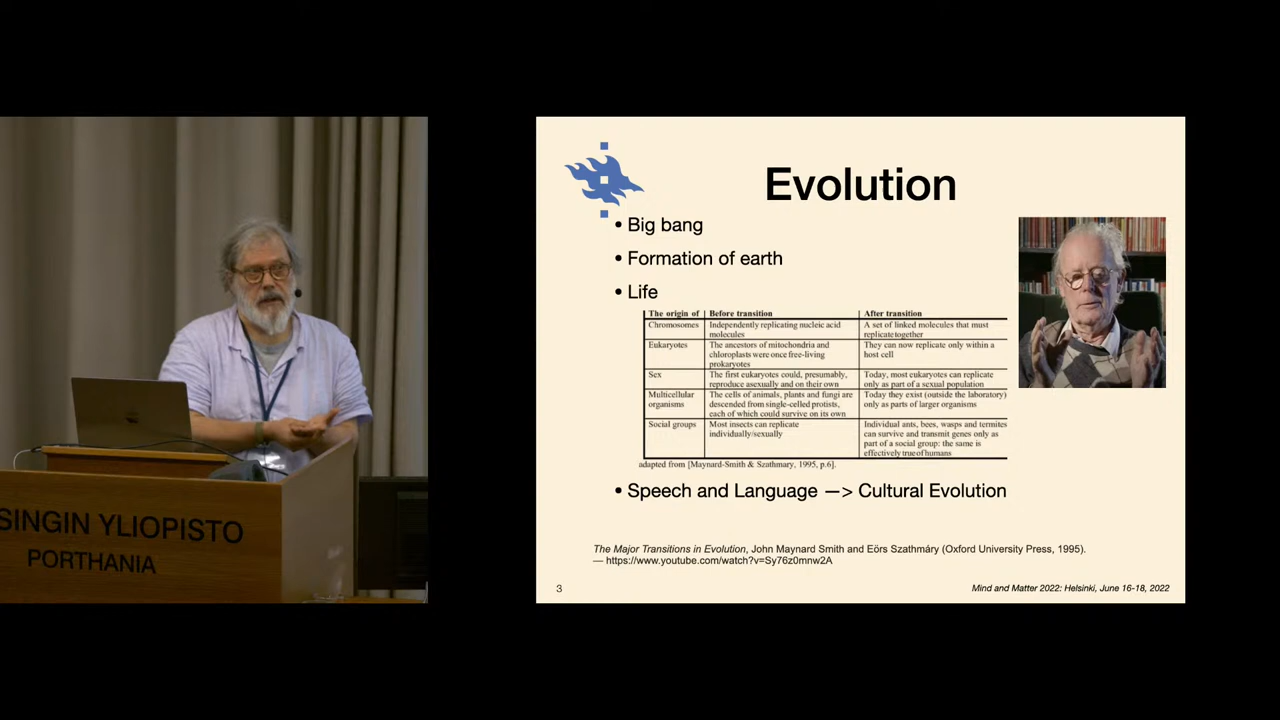 SINGIN YLIOPISTO
PORTHANIA
Evolution
• Big bang
• Formation of earth
• Life
The origin of | Before transition | After transition
Chromosomes | Independently replicating nucleic acid molecules | A set of linked molecules that must replicate together
Eukaryotes | The ancestors of mitochondria and chloroplasts were once free-living prokaryotes | They can now replicate only within a host cell
Sex | The first eukaryotes could, presumably, reproduce asexually and on their own | Today, most eukaryotes can replicate only as part of a sexual population
Multicellular organisms | The cells of animals, plants and fungi are descended from single-celled protists, each of which could survive on its own | Today they exist (outside the laboratory) only as parts of larger organisms
Social groups | Most insects can replicate individually/sexually | Individual ants, bees, wasps and termites can survive and transmit genes only as part of a social group: the same is effectively true of humans
adapted from [Maynard-Smith & Szathmary, 1995, p.6].
• Speech and Language —> Cultural Evolution
The Major Transitions in Evolution, John Maynard Smith and Eörs Szathmáry (Oxford University Press, 1995).
— https://www.youtube.com/watch?v=Sy76z0mnw2A
3
Mind and Matter 2022: Helsinki, June 16-18, 2022